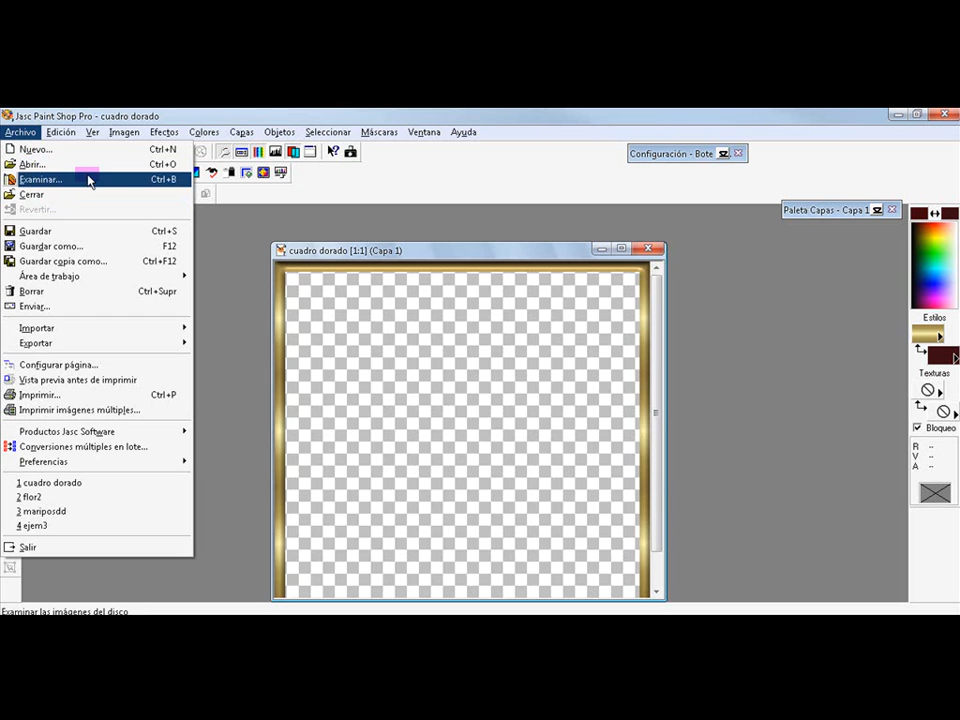 Jasc Paint Shop Pro - cuadro dorado
Archivo Edición Ver Imagen Efectos Colores Capas Objetos Seleccionar Máscaras Ventana Ayuda
Nuevo... Ctrl+N
Abrir... Ctrl+O
Examinar... Ctrl+B
Cerrar
Revertir...
Guardar Ctrl+S
Guardar como... F12
Guardar copia como... Ctrl+F12
Área de trabajo
Borrar Ctrl+Supr
Enviar...
Importar
Exportar
Configurar página...
Vista previa antes de imprimir
Imprimir... Ctrl+P
Imprimir imágenes múltiples...
Productos Jasc Software
Conversiones múltiples en lote...
Preferencias
1 cuadro dorado
2 flor2
3 mariposdd
4 ejem3
Salir
Configuración - Bote
Paleta Capas - Capa 1
cuadro dorado [1:1] (Capa 1)
Estilos
Texturas
Bloqueo
R --
V --
A --
Examinar las imágenes del disco